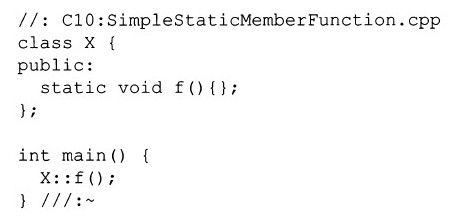 //: C10:SimpleStaticMemberFunction.cpp
class X {
public:
  static void f(){};
};

int main() {
  X::f();
} ///:~